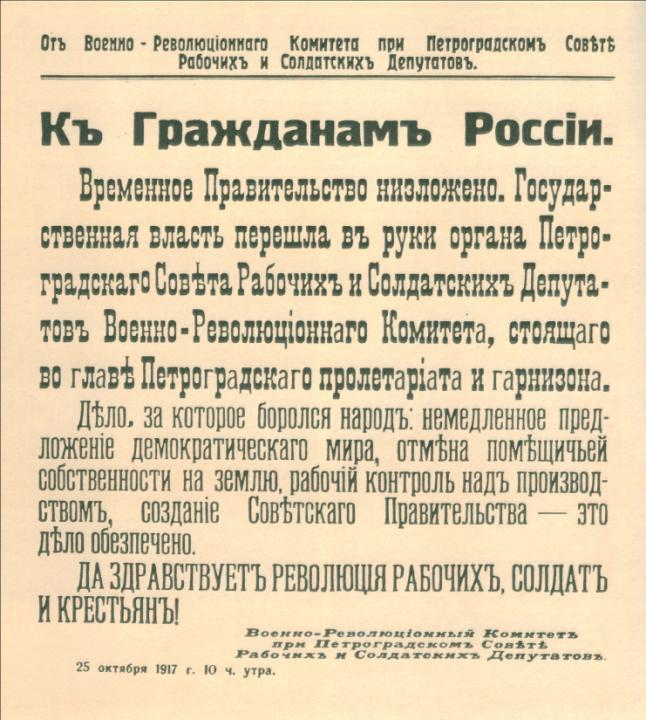 Отъ Военно-Революціоннаго Комитета при Петроградскомъ Совѣтѣ
Рабочихъ и Солдатскихъ Депутатовъ.
Къ Гражданамъ Россіи.
Временное Правительство низложено. Государ-
ственная власть перешла въ руки органа Петро-
градскаго Совѣта Рабочихъ и Солдатскихъ Депута-
товъ Военно-Революціоннаго Комитета, стоящаго
во главѣ Петроградскаго пролетаріата и гарнизона.
Дѣло, за которое боролся народъ: немедленное пред-
ложеніе демократическаго мира, отмѣна помѣщичьей
собственности на землю, рабочій контроль надъ производ-
ствомъ, созданіе Совѣтскаго Правительства — это
дѣло обезпечено.
ДА ЗДРАВСТВУЕТЪ РЕВОЛЮЦІЯ РАБОЧИХЪ, СОЛДАТЪ
И КРЕСТЬЯНЪ!
Военно-Революціонный Комитетъ
при Петроградскомъ Совѣтѣ
Рабочихъ и Солдатскихъ Депутатовъ.
25 октября 1917 г. 10 ч. утра.